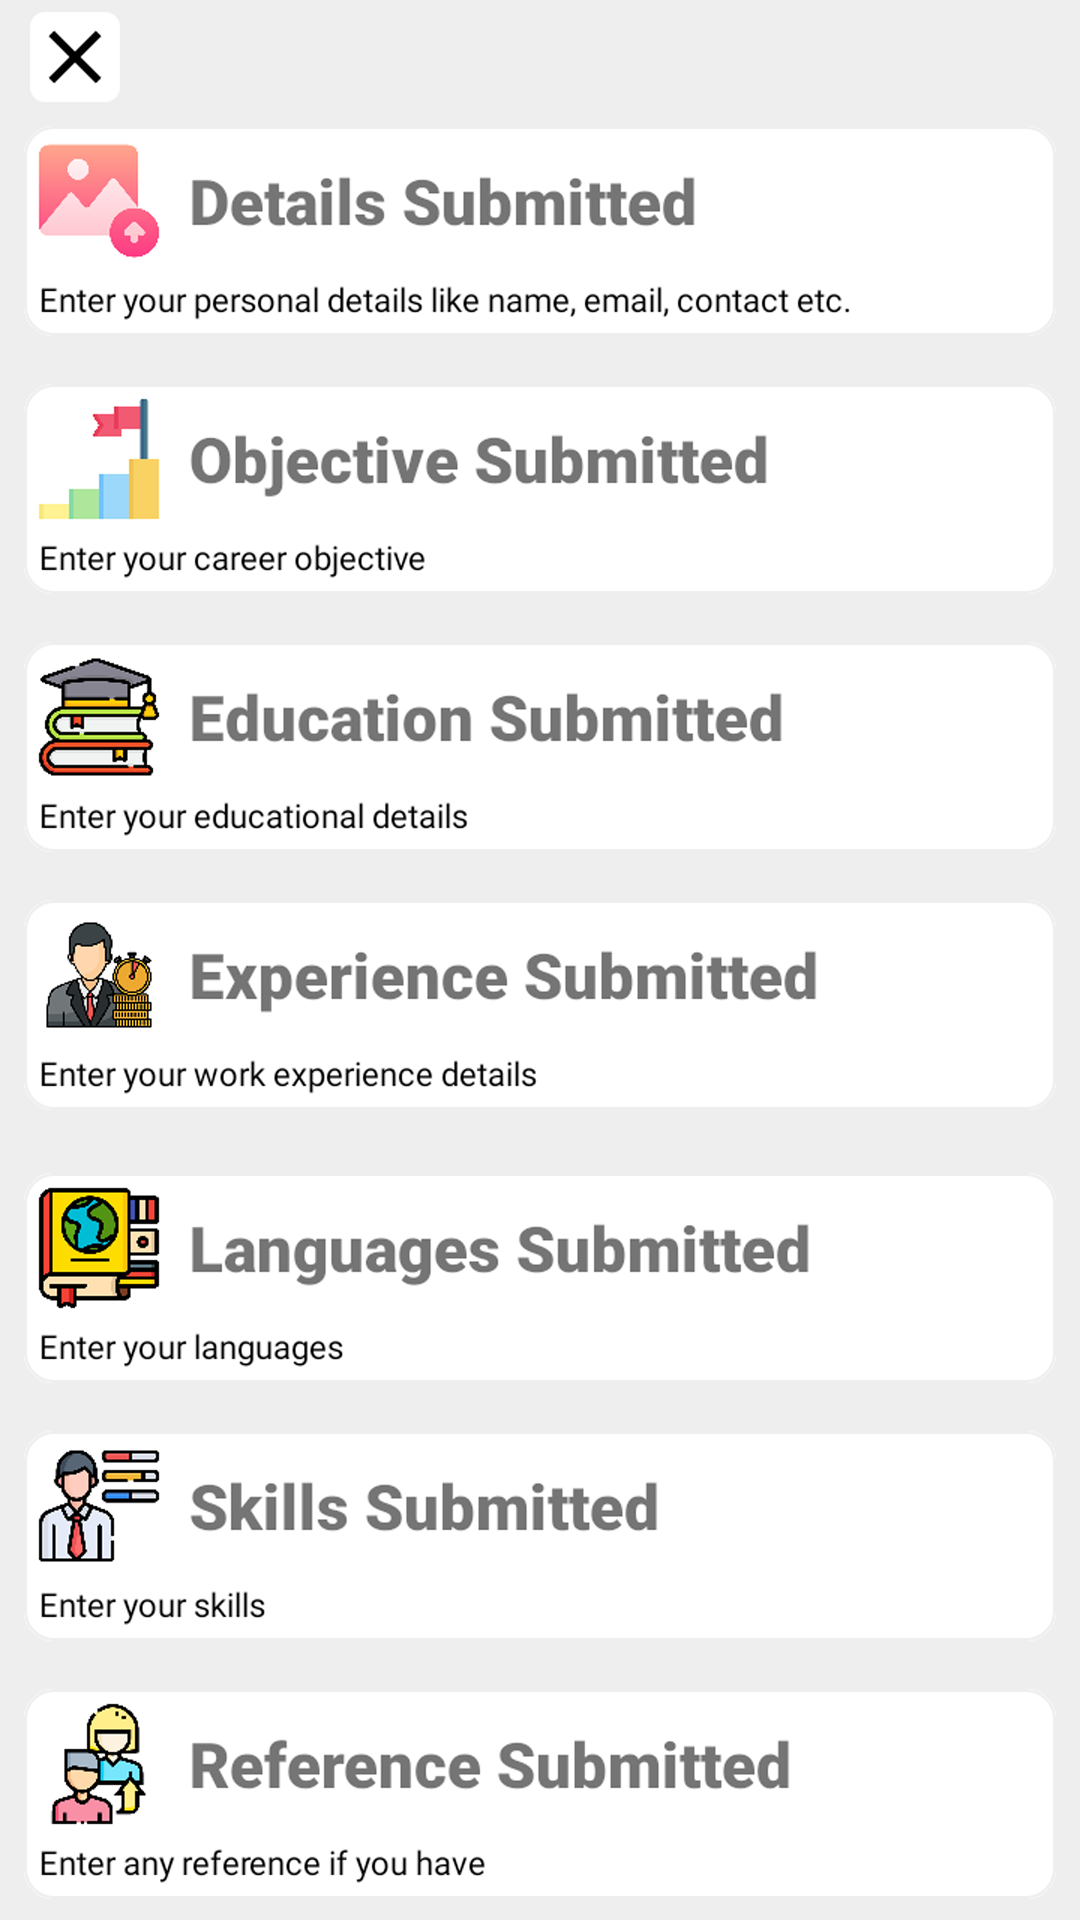 Details Submitted
Enter your personal details like name, email, contact etc.
Objective Submitted
Enter your career objective
Education Submitted
Enter your educational details
Experience Submitted
Enter your work experience details
Languages Submitted
Enter your languages
Skills Submitted
Enter your skills
Reference Submitted
Enter any reference if you have